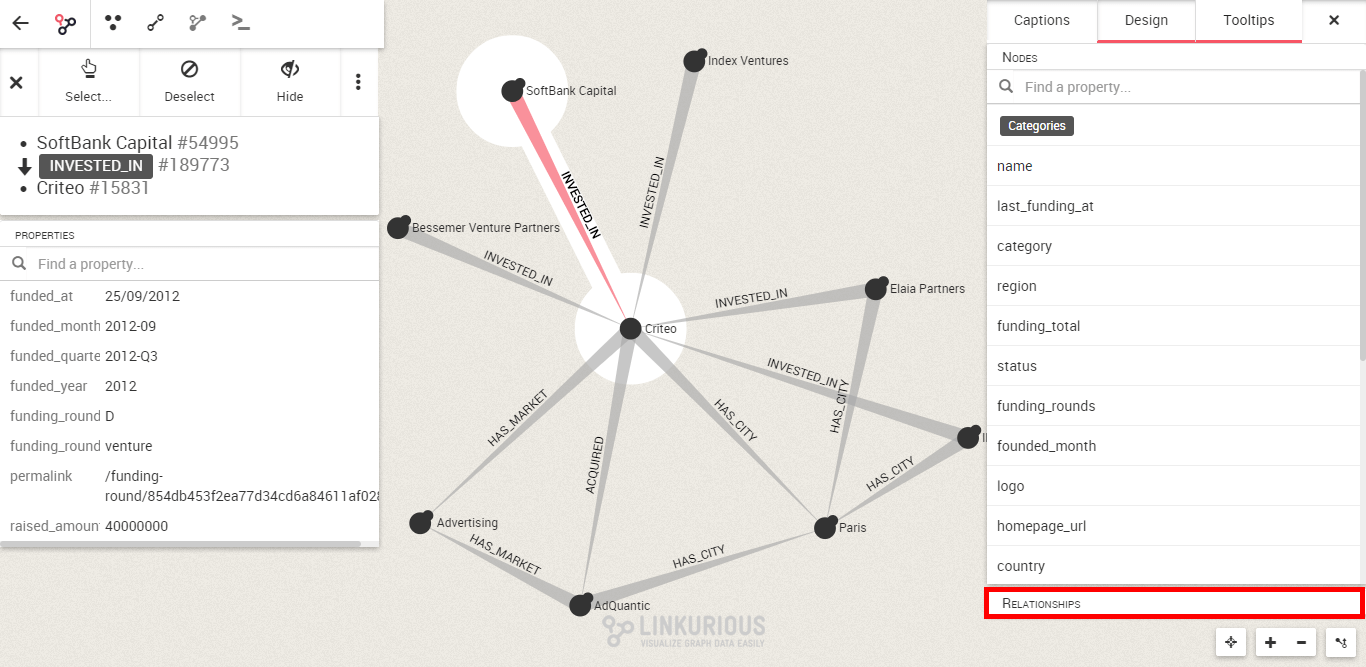 Select...
Deselect
Hide
SoftBank Capital #54995
INVESTED_IN #189773
Criteo #15831
PROPERTIES
Find a property...
funded_at 25/09/2012
funded_month 2012-09
funded_quarte 2012-Q3
funded_year 2012
funding_round D
funding_round venture
permalink /funding-
round/854db453f2ea77d34cd6a84611af028
raised_amoun 40000000
SoftBank Capital
Index Ventures
INVESTED_IN
INVESTED_IN
Bessemer Venture Partners
INVESTED_IN
Elaia Partners
INVESTED_IN
Criteo
INVESTED_IN
HAS_CITY
HAS_MARKET
HAS_CITY
ACQUIRED
HAS_CITY
Advertising
Paris
HAS_MARKET
HAS_CITY
AdQuantic
LINKURIOUS
VISUALIZE GRAPH DATA EASILY
Captions
Design
Tooltips
NODES
Find a property...
Categories
name
last_funding_at
category
region
funding_total
status
funding_rounds
founded_month
logo
homepage_url
country
RELATIONSHIPS